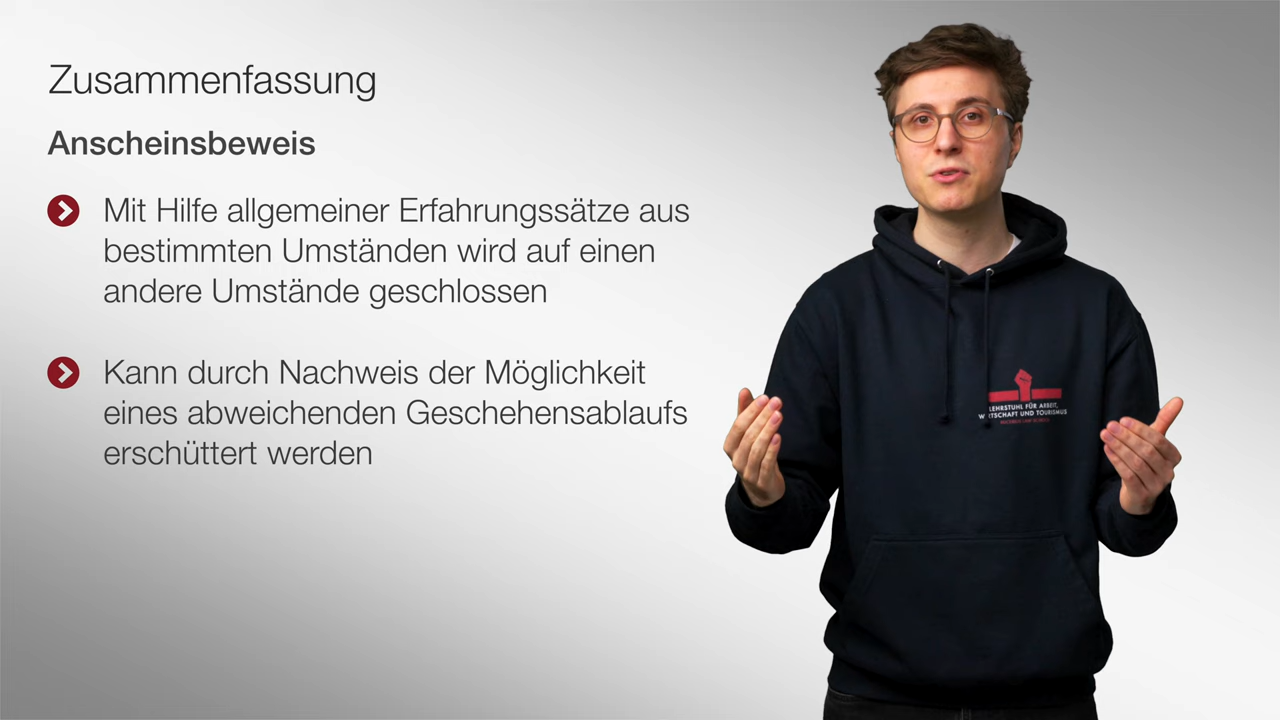 Zusammenfassung
Anscheinsbeweis
Mit Hilfe allgemeiner Erfahrungssätze aus
bestimmten Umständen wird auf einen
andere Umstände geschlossen
Kann durch Nachweis der Möglichkeit
eines abweichenden Geschehensablaufs
erschüttert werden
LEHRSTUHL FÜR ARBEIT,
WIRTSCHAFT UND TOURISMUS